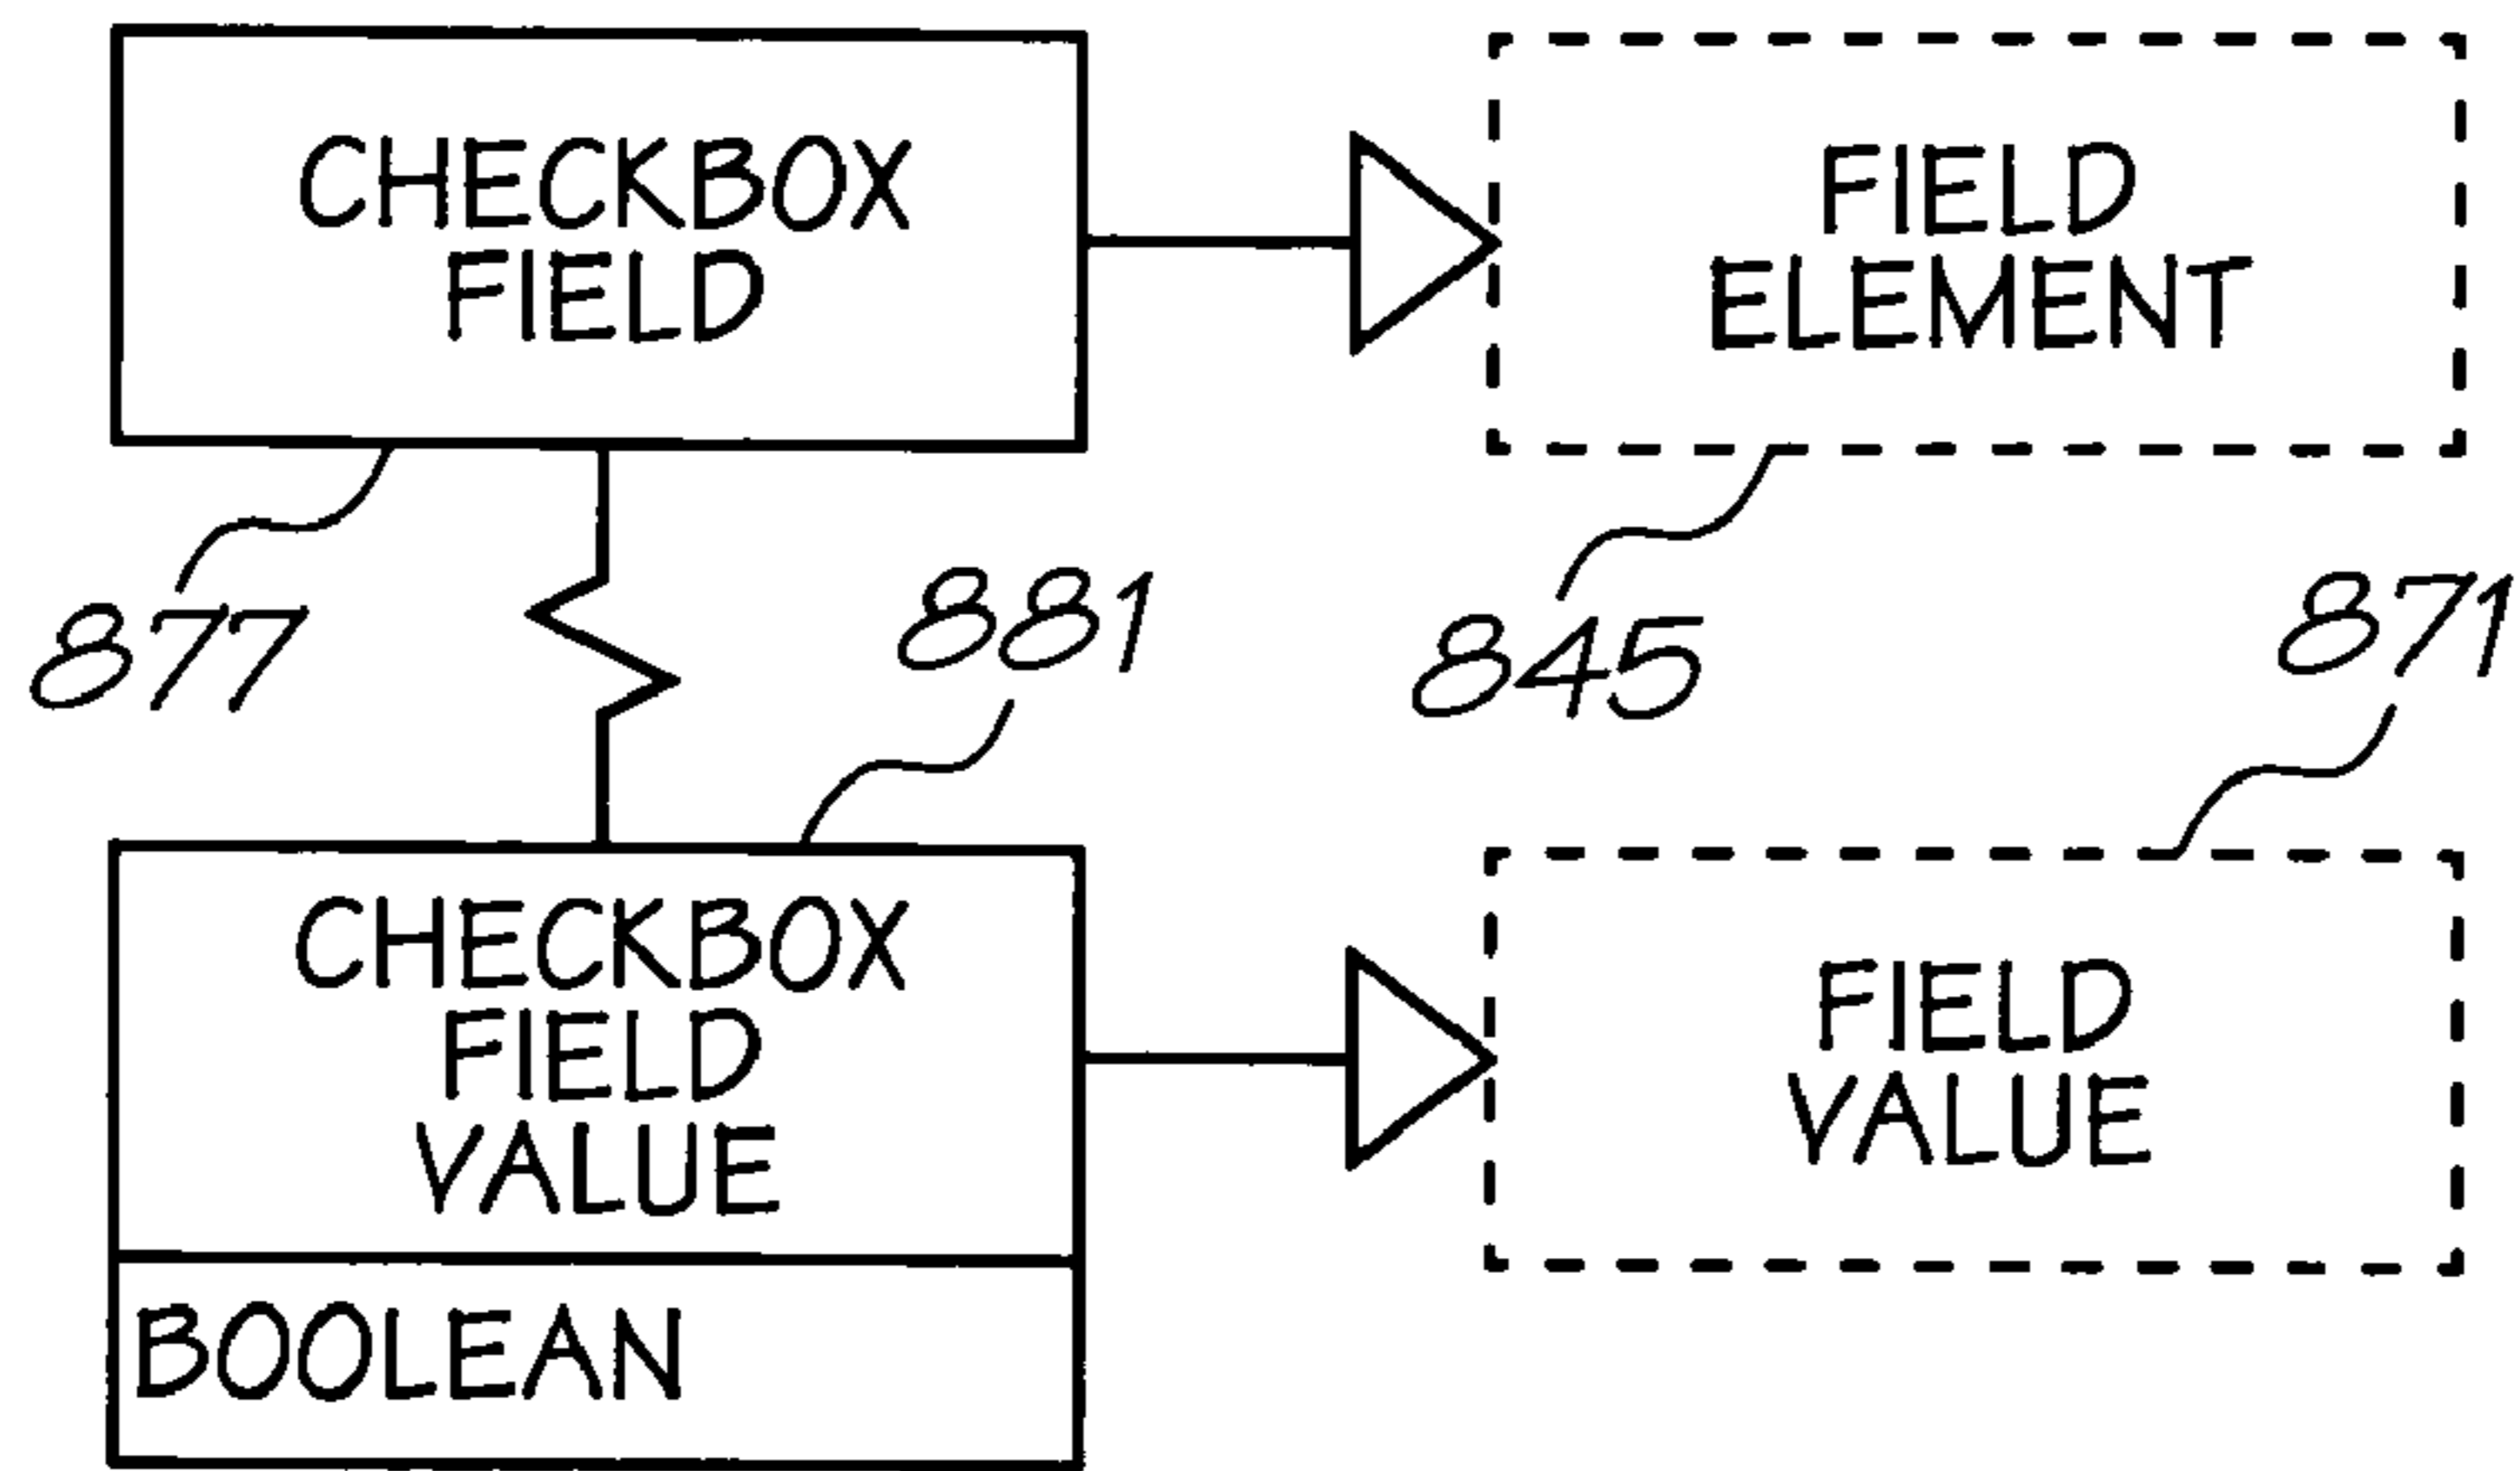 CHECKBOX
FIELD
FIELD
ELEMENT
877
881
845
871
CHECKBOX
FIELD
VALUE
BOOLEAN
FIELD
VALUE